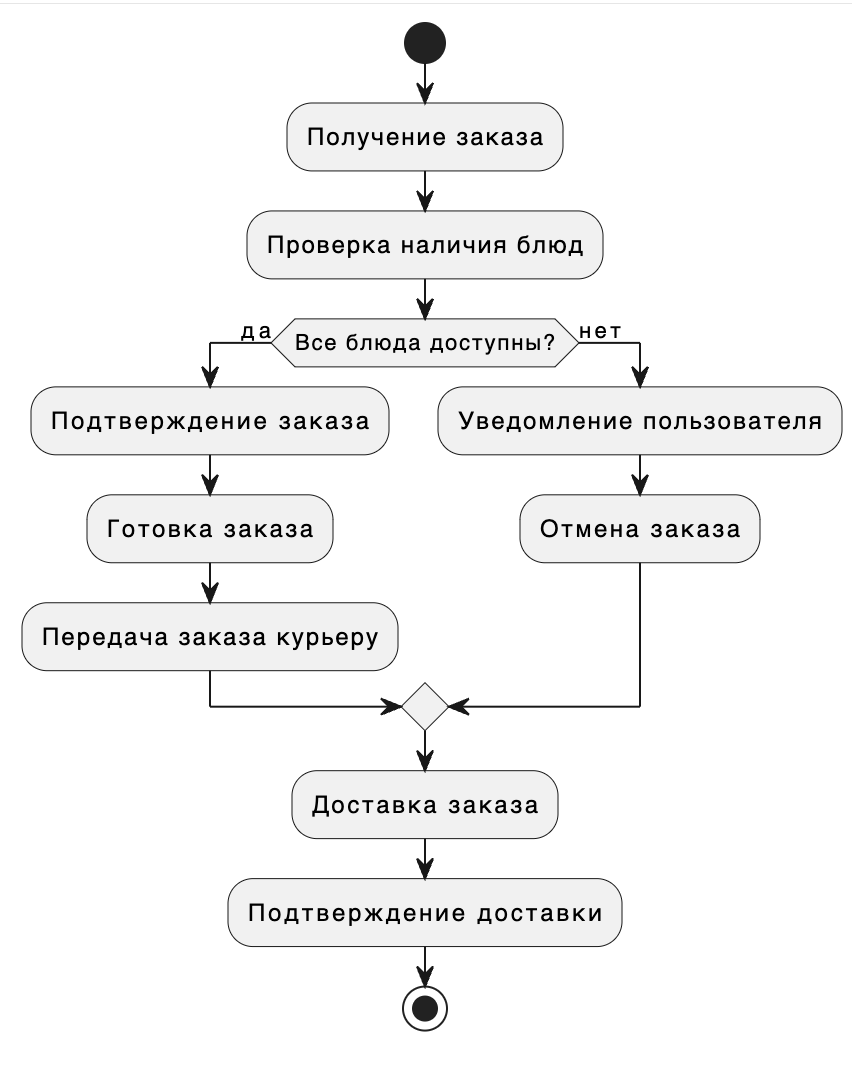 Получение заказа
Проверка наличия блюд
да
Все блюда доступны?
нет
Подтверждение заказа
Уведомление пользователя
Готовка заказа
Отмена заказа
Передача заказа курьеру
Доставка заказа
Подтверждение доставки